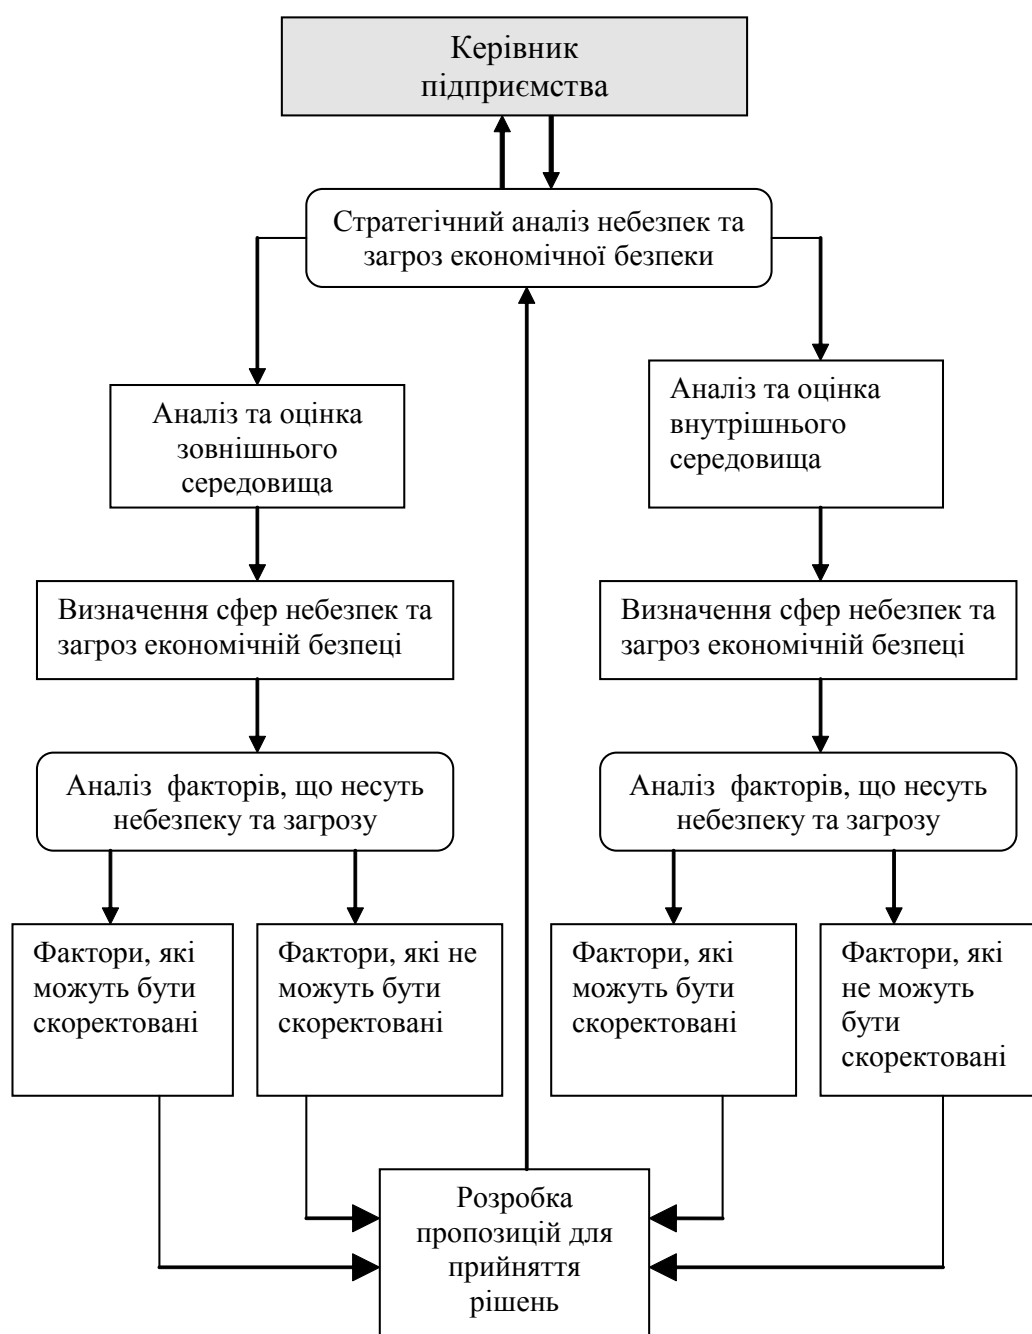 Керівник
підприємства
Стратегічний аналіз небезпек та
загроз економічної безпеки
Аналіз та оцінка
зовнішнього
середовища
Аналіз та оцінка
внутрішнього
середовища
Визначення сфер небезпек та
загроз економічній безпеці
Визначення сфер небезпек та
загроз економічній безпеці
Аналіз факторів, що несуть
небезпеку та загрозу
Аналіз факторів, що несуть
небезпеку та загрозу
Фактори, які
можуть бути
скоректовані
Фактори, які не
можуть бути
скоректовані
Фактори, які
можуть бути
скоректовані
Фактори, які
не можуть
бути
скоректовані
Розробка
пропозицій для
прийняття
рішень